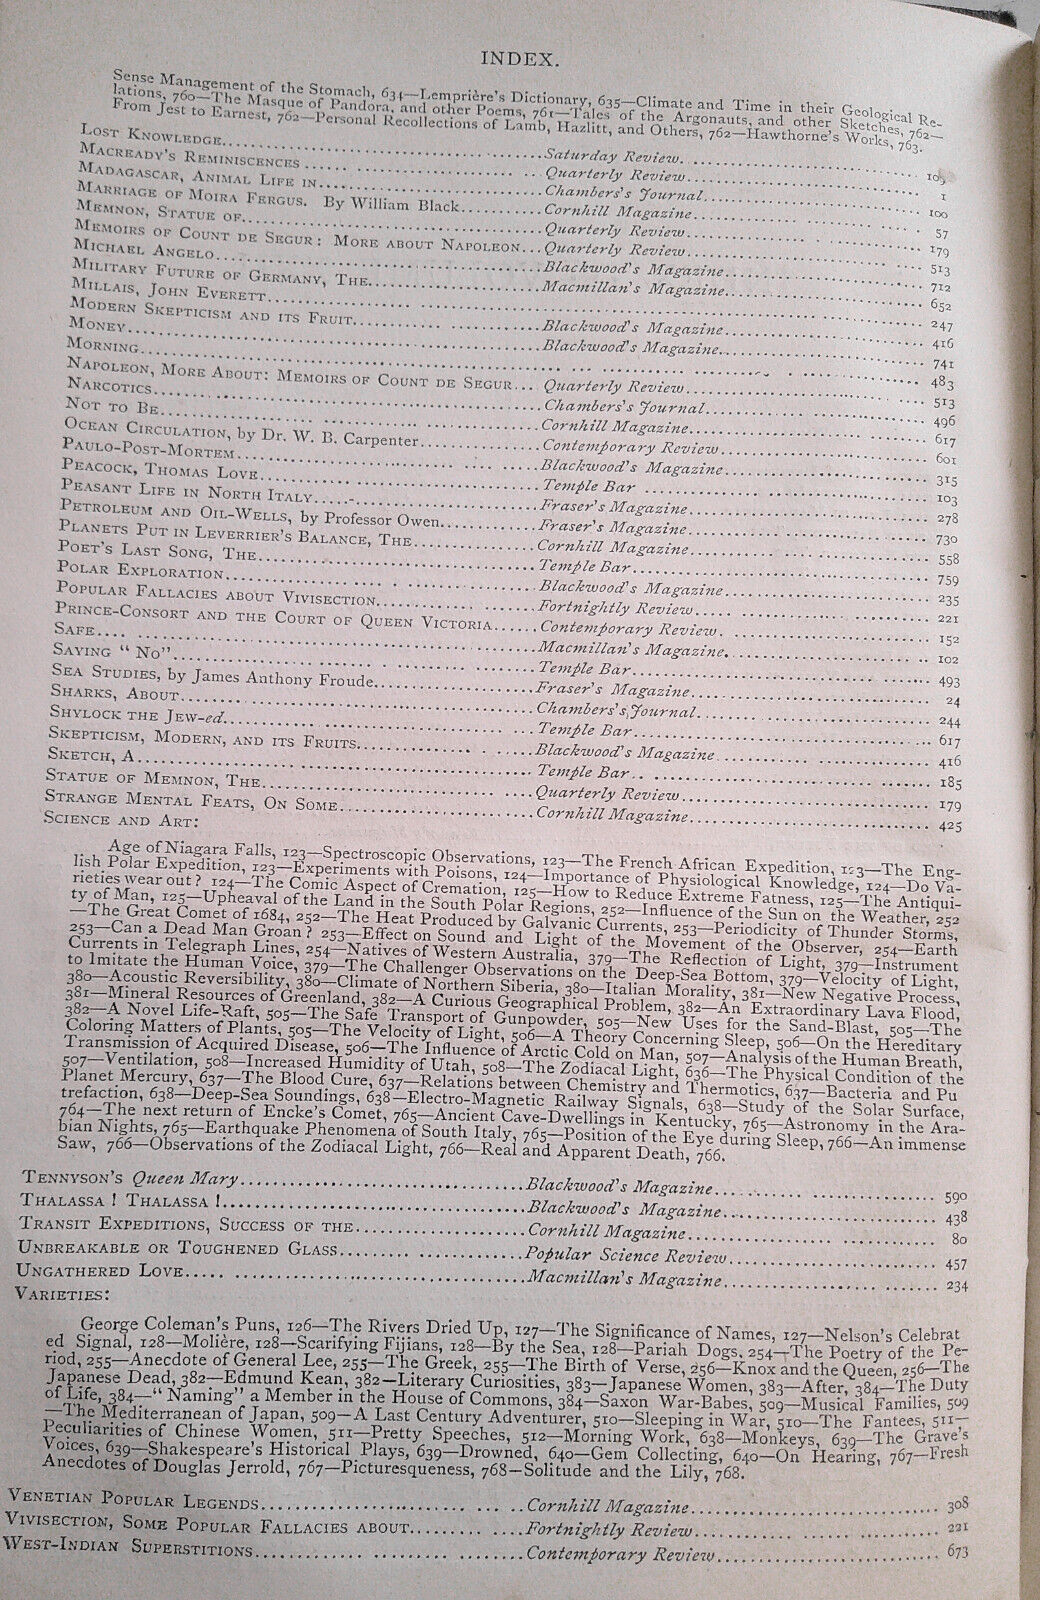 INDEX.
Sense Management of the Stomach, 634—Lemprière's Dictionary, 635—Climate and Time in their Geological Re-
lations, 760—The Masque of Pandora, and other Poems, 761—Tales of the Argonauts, and other Sketches, 762—
From Jest to Earnest, 762—Personal Recollections of Lamb, Hazlitt, and Others, 762—Hawthorne's Works, 763.
LOST KNOWLEDGE....Saturday Review....
MACREADY'S REMINISCENCES....Quarterly Review....1
MADAGASCAR, ANIMAL LIFE IN....Chambers's Journal....100
MARRIAGE OF MOIRA FERGUS. By William Black....Cornhill Magazine....57
MEMNON, STATUE OF....Quarterly Review....179
MEMOIRS OF COUNT DE SEGUR: MORE ABOUT NAPOLEON...Quarterly Review....513
MICHAEL ANGELO....Blackwood's Magazine....712
MILITARY FUTURE OF GERMANY, THE....Macmillan's Magazine....652
MILLAIS, JOHN EVERETT....247
MODERN SKEPTICISM AND ITS FRUIT....Blackwood's Magazine....416
MONEY....Blackwood's Magazine....741
MORNING....483
NAPOLEON, MORE ABOUT: MEMOIRS OF COUNT DE SEGUR...Quarterly Review....513
NARCOTICS....Chambers's Journal....496
NOT TO BE....Cornhill Magazine....617
OCEAN CIRCULATION, by Dr. W. B. Carpenter....Contemporary Review....601
PAULO-POST-MORTEM....Blackwood's Magazine....315
PEACOCK, THOMAS LOVE....Temple Bar....103
PEASANT LIFE IN NORTH ITALY....Fraser's Magazine....278
PETROLEUM AND OIL-WELLS, by Professor Owen....Fraser's Magazine....730
PLANETS PUT IN LEVERRIER'S BALANCE, THE....Cornhill Magazine....558
POET'S LAST SONG, THE....Temple Bar....759
POLAR EXPLORATION....Blackwood's Magazine....235
POPULAR FALLACIES ABOUT VIVISECTION....Fortnightly Review....221
PRINCE-CONSORT AND THE COURT OF QUEEN VICTORIA......Contemporary Review....152
SAFE....Macmillan's Magazine....102
SAYING "NO"....Temple Bar....493
SEA STUDIES, by James Anthony Froude....Fraser's Magazine....24
SHARKS, ABOUT....Chambers's Journal....244
SHYLOCK THE JEW-ed....Temple Bar....617
SKEPTICISM, MODERN, AND ITS FRUITS....Blackwood's Magazine....416
SKETCH, A....Temple Bar....185
STATUE OF MEMNON, THE....Quarterly Review....179
STRANGE MENTAL FEATS, ON SOME....Cornhill Magazine....425
SCIENCE AND ART:
Age of Niagara Falls, 123—Spectroscopic Observations, 123—The French African Expedition, 123—The Eng-
lish Polar Expedition, 123—Experiments with Poisons, 124—Importance of Physiological Knowledge, 124—Do Va-
rieties wear out? 124—The Comic Aspect of Cremation, 125—How to Reduce Extreme Fatness, 125—The Antiqui-
ty of Man, 125—Upheaval of the Land in the South Polar Regions, 252—Influence of the Sun on the Weather, 252
—The Great Comet of 1684, 252—The Heat Produced by Galvanic Currents, 253—Periodicity of Thunder Storms,
253—Can a Dead Man Groan? 253—Effect on Sound and Light of the Movement of the Observer, 254—Earth
Currents in Telegraph Lines, 254—Natives of Western Australia, 379—The Reflection of Light, 379—Instrument
to Imitate the Human Voice, 379—The Challenger Observations on the Deep-Sea Bottom, 379—Velocity of Light,
380—Acoustic Reversibility, 380—Climate of Northern Siberia, 380—Italian Morality, 381—New Negative Process,
381—Mineral Resources of Greenland, 382—A Curious Geographical Problem, 382—An Extraordinary Lava Flood,
382—A Novel Life-Raft, 505—The Safe Transport of Gunpowder, 505—New Uses for the Sand-Blast, 505—The
Coloring Matters of Plants, 505—The Velocity of Light, 506—A Theory Concerning Sleep, 506—On the Hereditary
Transmission of Acquired Disease, 506—The Influence of Arctic Cold on Man, 507—Analysis of the Human Breath,
507—Ventilation, 508—Increased Humidity of Utah, 508—The Zodiacal Light, 636—The Physical Condition of the
Planet Mercury, 637—The Blood Cure, 637—Relations between Chemistry and Thermotics, 637—Bacteria and Pu
trefaction, 638—Deep-Sea Soundings, 638—Electro-Magnetic Railway Signals, 638—Study of the Solar Surface,
764—The next return of Encke's Comet, 765—Ancient Cave-Dwellings in Kentucky, 765—Astronomy in the Ara-
bian Nights, 765—Earthquake Phenomena of South Italy, 765—Position of the Eye during Sleep, 766—An immense
Saw, 766—Observations of the Zodiacal Light, 766—Real and Apparent Death, 766.
TENNYSON'S Queen Mary....Blackwood's Magazine....590
THALASSA! THALASSA!....Blackwood's Magazine....438
TRANSIT EXPEDITIONS, SUCCESS OF THE....Cornhill Magazine....80
UNBREAKABLE OR TOUGHENED GLASS....Popular Science Review....457
UNGATHERED LOVE....Macmillan's Magazine....234
VARIETIES:
George Coleman's Puns, 126—The Rivers Dried Up, 127—The Significance of Names, 127—Nelson's Celebrat
ed Signal, 128—Molière, 128—Scarifying Fijians, 128—By the Sea, 128—Pariah Dogs, 254—The Poetry of the Pe-
riod, 255—Anecdote of General Lee, 255—The Greek, 255—The Birth of Verse, 256—Knox and the Queen, 256—The
Japanese Dead, 382—Edmund Kean, 382—Literary Curiosities, 383—Japanese Women, 383—After, 384—The Duty
of Life, 384—"Naming" a Member in the House of Commons, 384—Saxon War-Babes, 509—Musical Families, 509
—The Mediterranean of Japan, 509—A Last Century Adventurer, 510—Sleeping in War, 510—The Fantees, 511—
Peculiarities of Chinese Women, 511—Pretty Speeches, 512—Morning Work, 638—Monkeys, 639—The Grave's
Voices, 639—Shakespeare's Historical Plays, 639—Drowned, 640—Gem Collecting, 640—On Hearing, 767—Fresh
Anecdotes of Douglas Jerrold, 767—Picturesqueness, 768—Solitude and the Lily, 768.
VENETIAN POPULAR LEGENDS....Cornhill Magazine....308
VIVISECTION, SOME POPULAR FALLACIES ABOUT....Fortnightly Review....221
WEST-INDIAN SUPERSTITIONS....Contemporary Review....673